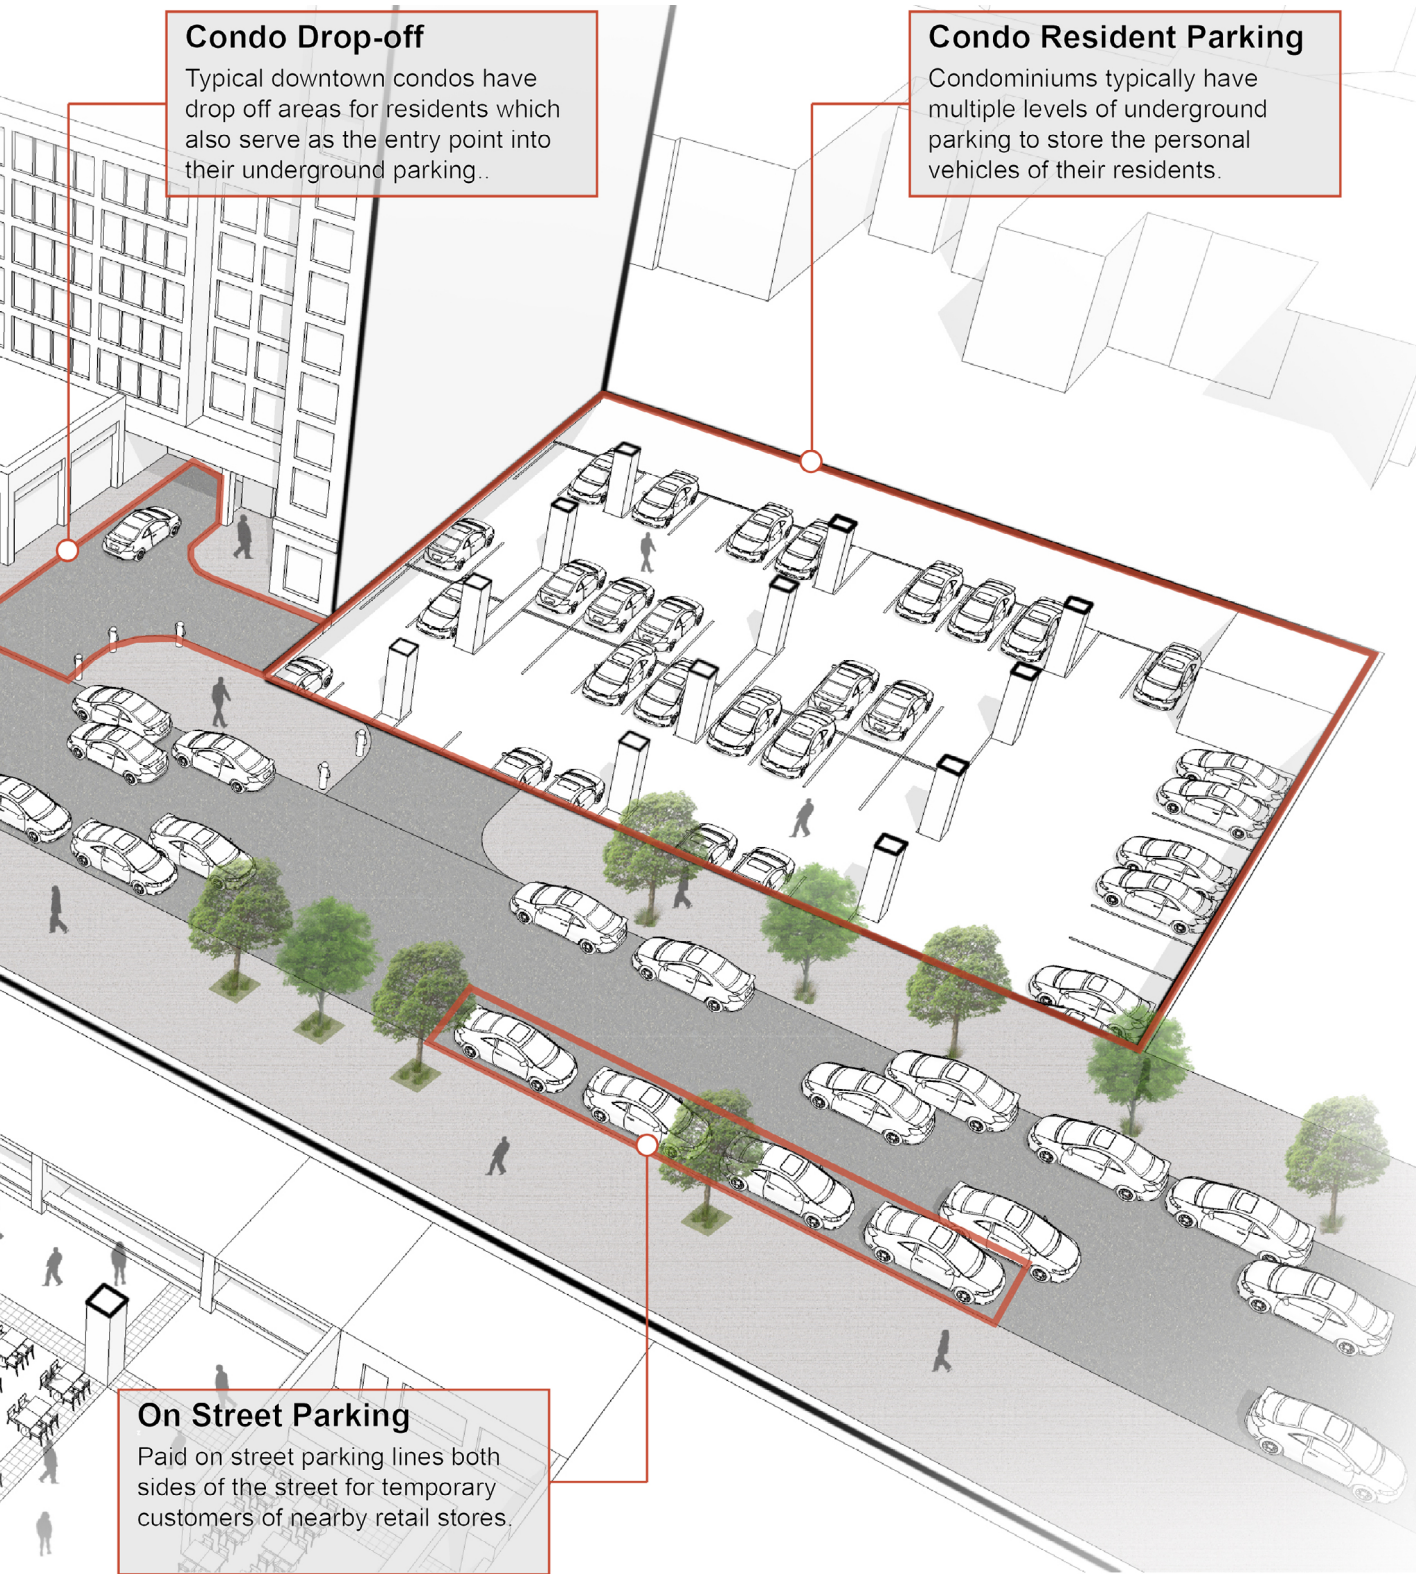 Condo Drop-off
Typical downtown condos have
drop off areas for residents which
also serve as the entry point into
their underground parking..
Condo Resident Parking
Condominiums typically have
multiple levels of underground
parking to store the personal
vehicles of their residents.
On Street Parking
Paid on street parking lines both
sides of the street for temporary
customers of nearby retail stores.